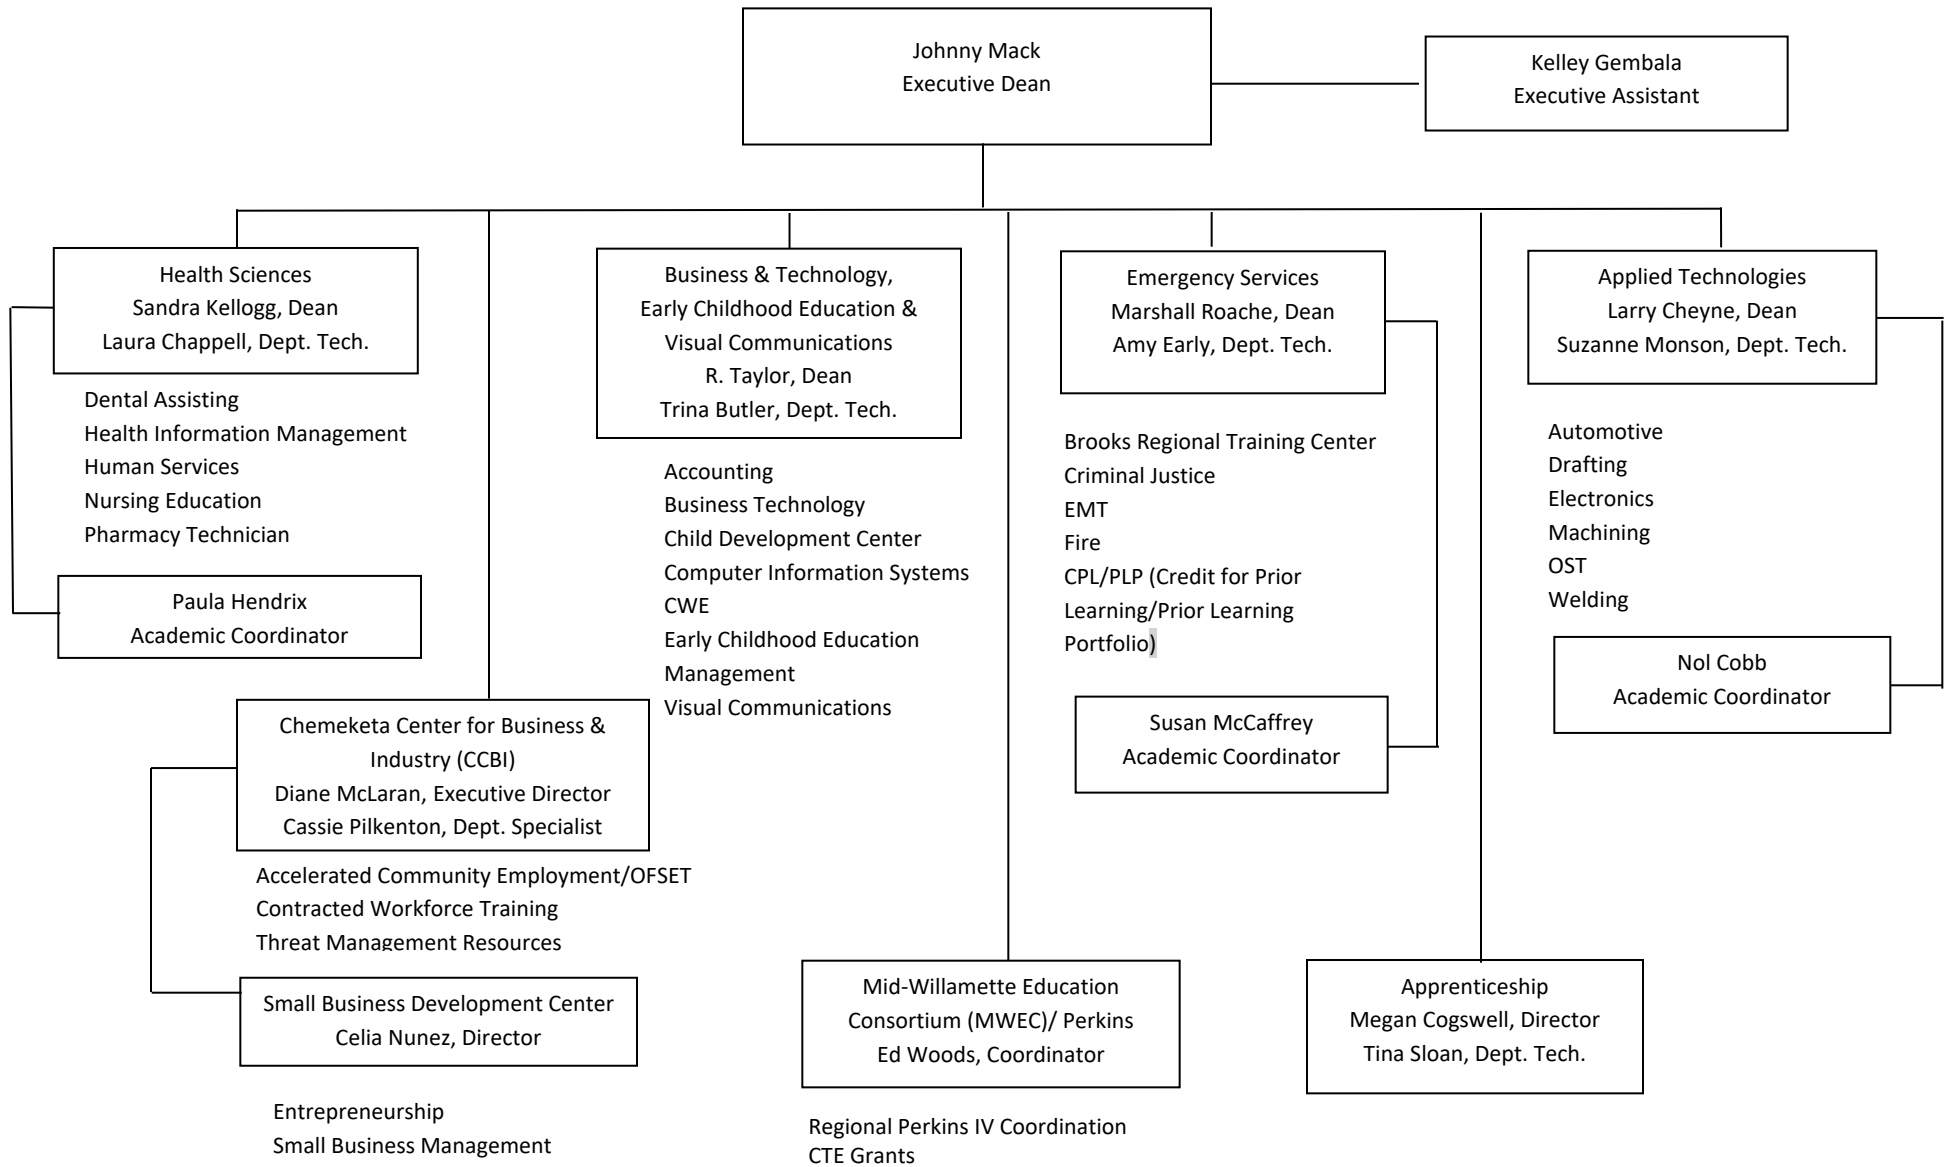 Johnny Mack
Executive Dean
Kelley Gembala
Executive Assistant
Health Sciences
Sandra Kellogg, Dean
Laura Chappell, Dept. Tech.
Dental Assisting
Health Information Management
Human Services
Nursing Education
Pharmacy Technician
Paula Hendrix
Academic Coordinator
Chemeketa Center for Business &
Industry (CCBI)
Diane McLaran, Executive Director
Cassie Pilkenton, Dept. Specialist
Accelerated Community Employment/OFSET
Contracted Workforce Training
Threat Management Resources
Small Business Development Center
Celia Nunez, Director
Entrepreneurship
Small Business Management
Business & Technology,
Early Childhood Education &
Visual Communications
R. Taylor, Dean
Trina Butler, Dept. Tech.
Accounting
Business Technology
Child Development Center
Computer Information Systems
CWE
Early Childhood Education
Management
Visual Communications
Mid-Willamette Education
Consortium (MWEC)/ Perkins
Ed Woods, Coordinator
Regional Perkins IV Coordination
CTE Grants
Emergency Services
Marshall Roache, Dean
Amy Early, Dept. Tech.
Brooks Regional Training Center
Criminal Justice
EMT
Fire
CPL/PLP (Credit for Prior
Learning/Prior Learning
Portfolio)
Susan McCaffrey
Academic Coordinator
Apprenticeship
Megan Cogswell, Director
Tina Sloan, Dept. Tech.
Applied Technologies
Larry Cheyne, Dean
Suzanne Monson, Dept. Tech.
Automotive
Drafting
Electronics
Machining
OST
Welding
Nol Cobb
Academic Coordinator